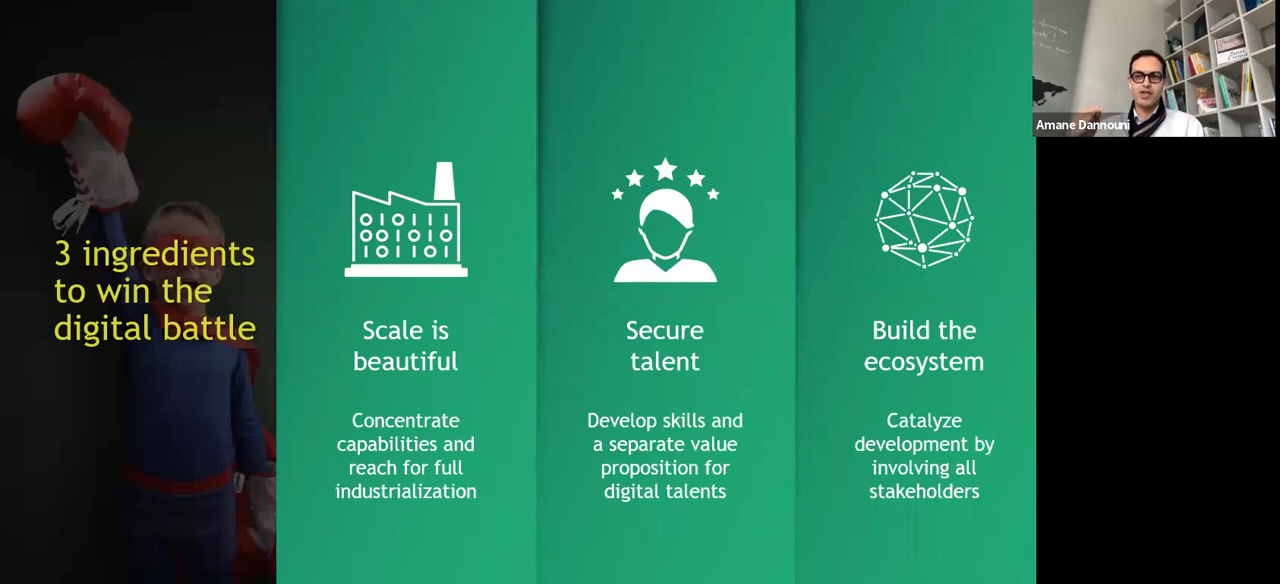 3 ingredients
to win the
digital battle
Scale is
beautiful
Concentrate
capabilities and
reach for full
industrialization
Secure
talent
Develop skills and
a separate value
proposition for
digital talents
Build the
ecosystem
Catalyze
development by
involving all
stakeholders
Amane Dannouni